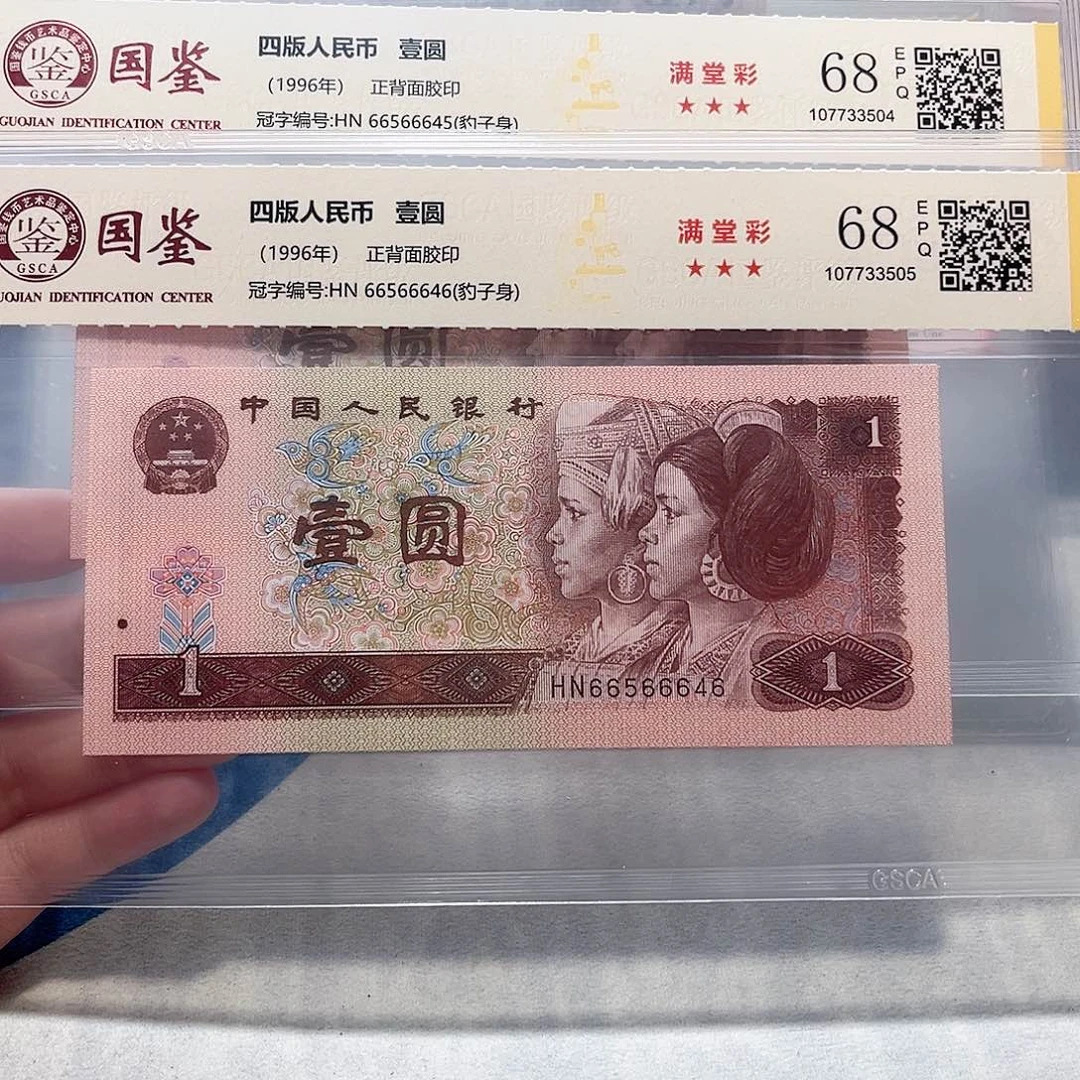 国鉴
GSCA
GUOJIAN IDENTIFICATION CENTER
四版人民币 壹圆
(1996年) 正背面胶印
冠字编号:HN 66566645(豹子身)
满堂彩
★★★
68
EPQ
107733504
GSCA
国鉴
GSCA
UOJIAN IDENTIFICATION CENTER
四版人民币 壹圆
(1996年) 正背面胶印
冠字编号:HN 66566646(豹子身)
满堂彩
★★★
68
EPQ
107733505
壹圆
中国人民银行
1
壹圆
1
HN66566646
1
GSCA